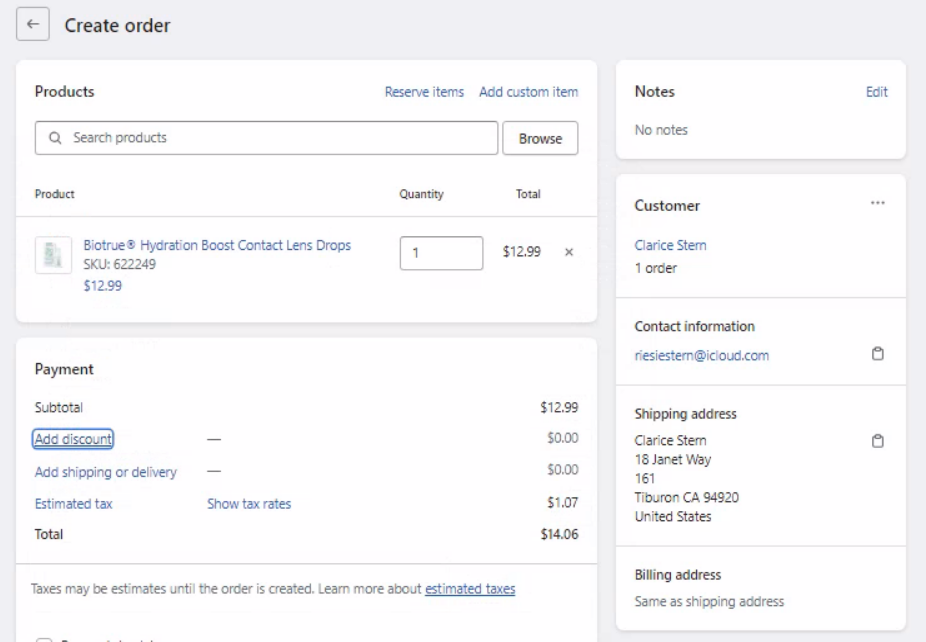 Create order
Products
Reserve items Add custom item
Search products
Browse
Product Quantity Total
Biotrue® Hydration Boost Contact Lens Drops
SKU: 622249
$12.99
1
$12.99
Payment
Subtotal $12.99
Add discount — $0.00
Add shipping or delivery — $0.00
Estimated tax Show tax rates $1.07
Total $14.06
Taxes may be estimates until the order is created. Learn more about estimated taxes
Notes Edit
No notes
Customer
Clarice Stern
1 order
Contact information
riesiestern@icloud.com
Shipping address
Clarice Stern
18 Janet Way
161
Tiburon CA 94920
United States
Billing address
Same as shipping address